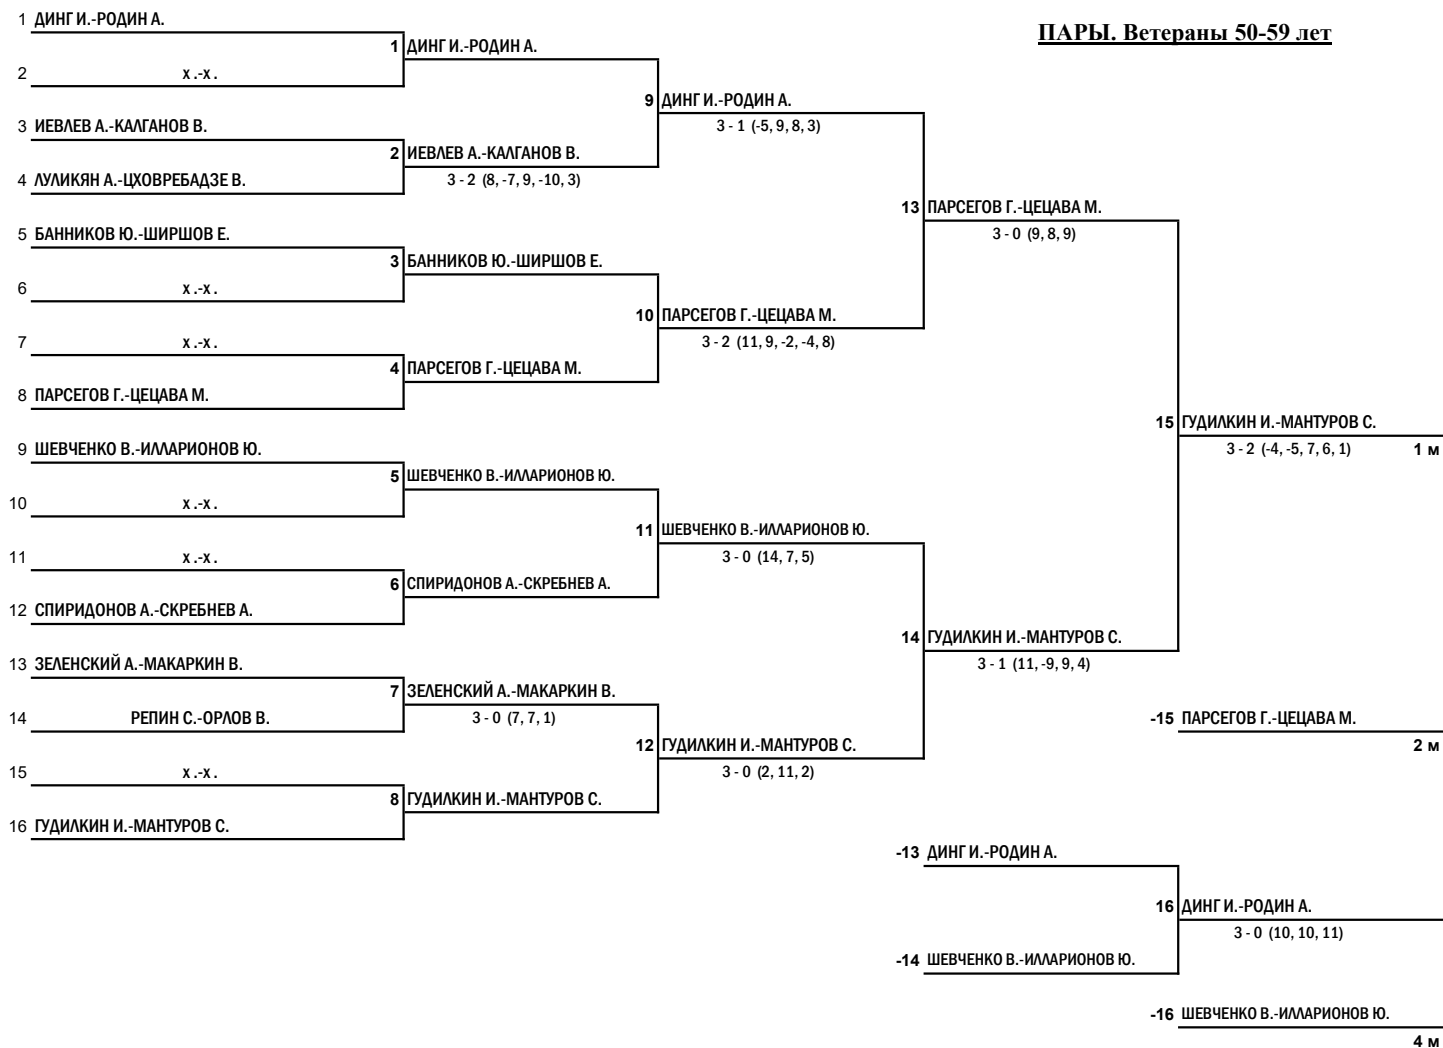 1 ДИНГ И.-РОДИН А.
ПАРЫ. Ветераны 50-59 лет
1 ДИНГ И.-РОДИН А.
2 х .-х .
9 ДИНГ И.-РОДИН А.
3 - 1 (-5, 9, 8, 3)
3 ИЕВЛЕВ А.-КАЛГАНОВ В.
2 ИЕВЛЕВ А.-КАЛГАНОВ В.
3 - 2 (8, -7, 9, -10, 3)
4 ЛУЛИКЯН А.-ЦХОВРЕБАДЗЕ В.
13 ПАРСЕГОВ Г.-ЦЕЦАВА М.
3 - 0 (9, 8, 9)
5 БАННИКОВ Ю.-ШИРШОВ Е.
3 БАННИКОВ Ю.-ШИРШОВ Е.
6 х .-х .
10 ПАРСЕГОВ Г.-ЦЕЦАВА М.
3 - 2 (11, 9, -2, -4, 8)
7 х .-х .
4 ПАРСЕГОВ Г.-ЦЕЦАВА М.
8 ПАРСЕГОВ Г.-ЦЕЦАВА М.
15 ГУДИЛКИН И.-МАНТУРОВ С.
3 - 2 (-4, -5, 7, 6, 1) 1 м
9 ШЕВЧЕНКО В.-ИЛЛАРИОНОВ Ю.
5 ШЕВЧЕНКО В.-ИЛЛАРИОНОВ Ю.
10 х .-х .
11 ШЕВЧЕНКО В.-ИЛЛАРИОНОВ Ю.
3 - 0 (14, 7, 5)
11 х .-х .
6 СПИРИДОНОВ А.-СКРЕБНЕВ А.
12 СПИРИДОНОВ А.-СКРЕБНЕВ А.
14 ГУДИЛКИН И.-МАНТУРОВ С.
3 - 1 (11, -9, 9, 4)
13 ЗЕЛЕНСКИЙ А.-МАКАРКИН В.
7 ЗЕЛЕНСКИЙ А.-МАКАРКИН В.
3 - 0 (7, 7, 1)
14 РЕПИН С.-ОРЛОВ В.
-15 ПАРСЕГОВ Г.-ЦЕЦАВА М.
2 м
12 ГУДИЛКИН И.-МАНТУРОВ С.
3 - 0 (2, 11, 2)
15 х .-х .
8 ГУДИЛКИН И.-МАНТУРОВ С.
16 ГУДИЛКИН И.-МАНТУРОВ С.
-13 ДИНГ И.-РОДИН А.
16 ДИНГ И.-РОДИН А.
3 - 0 (10, 10, 11)
-14 ШЕВЧЕНКО В.-ИЛЛАРИОНОВ Ю.
-16 ШЕВЧЕНКО В.-ИЛЛАРИОНОВ Ю.
4 м